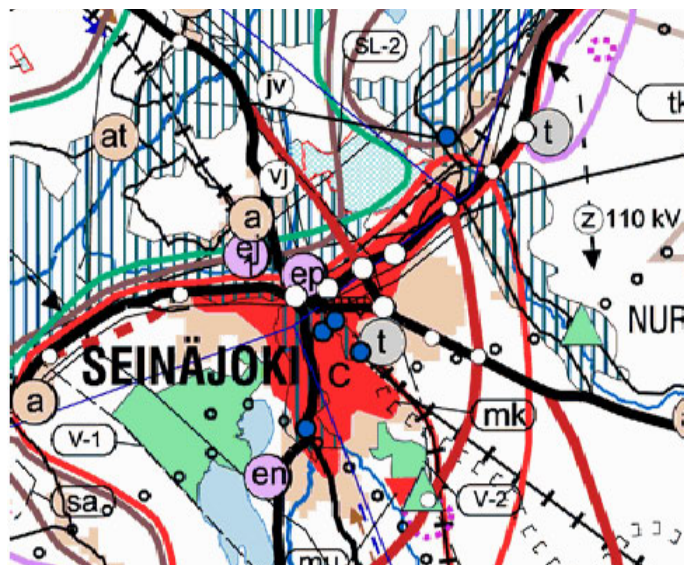 SL-2
jv
tk
t
at
vj
a
ej
ep
z 110 kV
NUR
t
SEINÄJOKI
C
a
mk
V-1
en
V-2
sa
mu